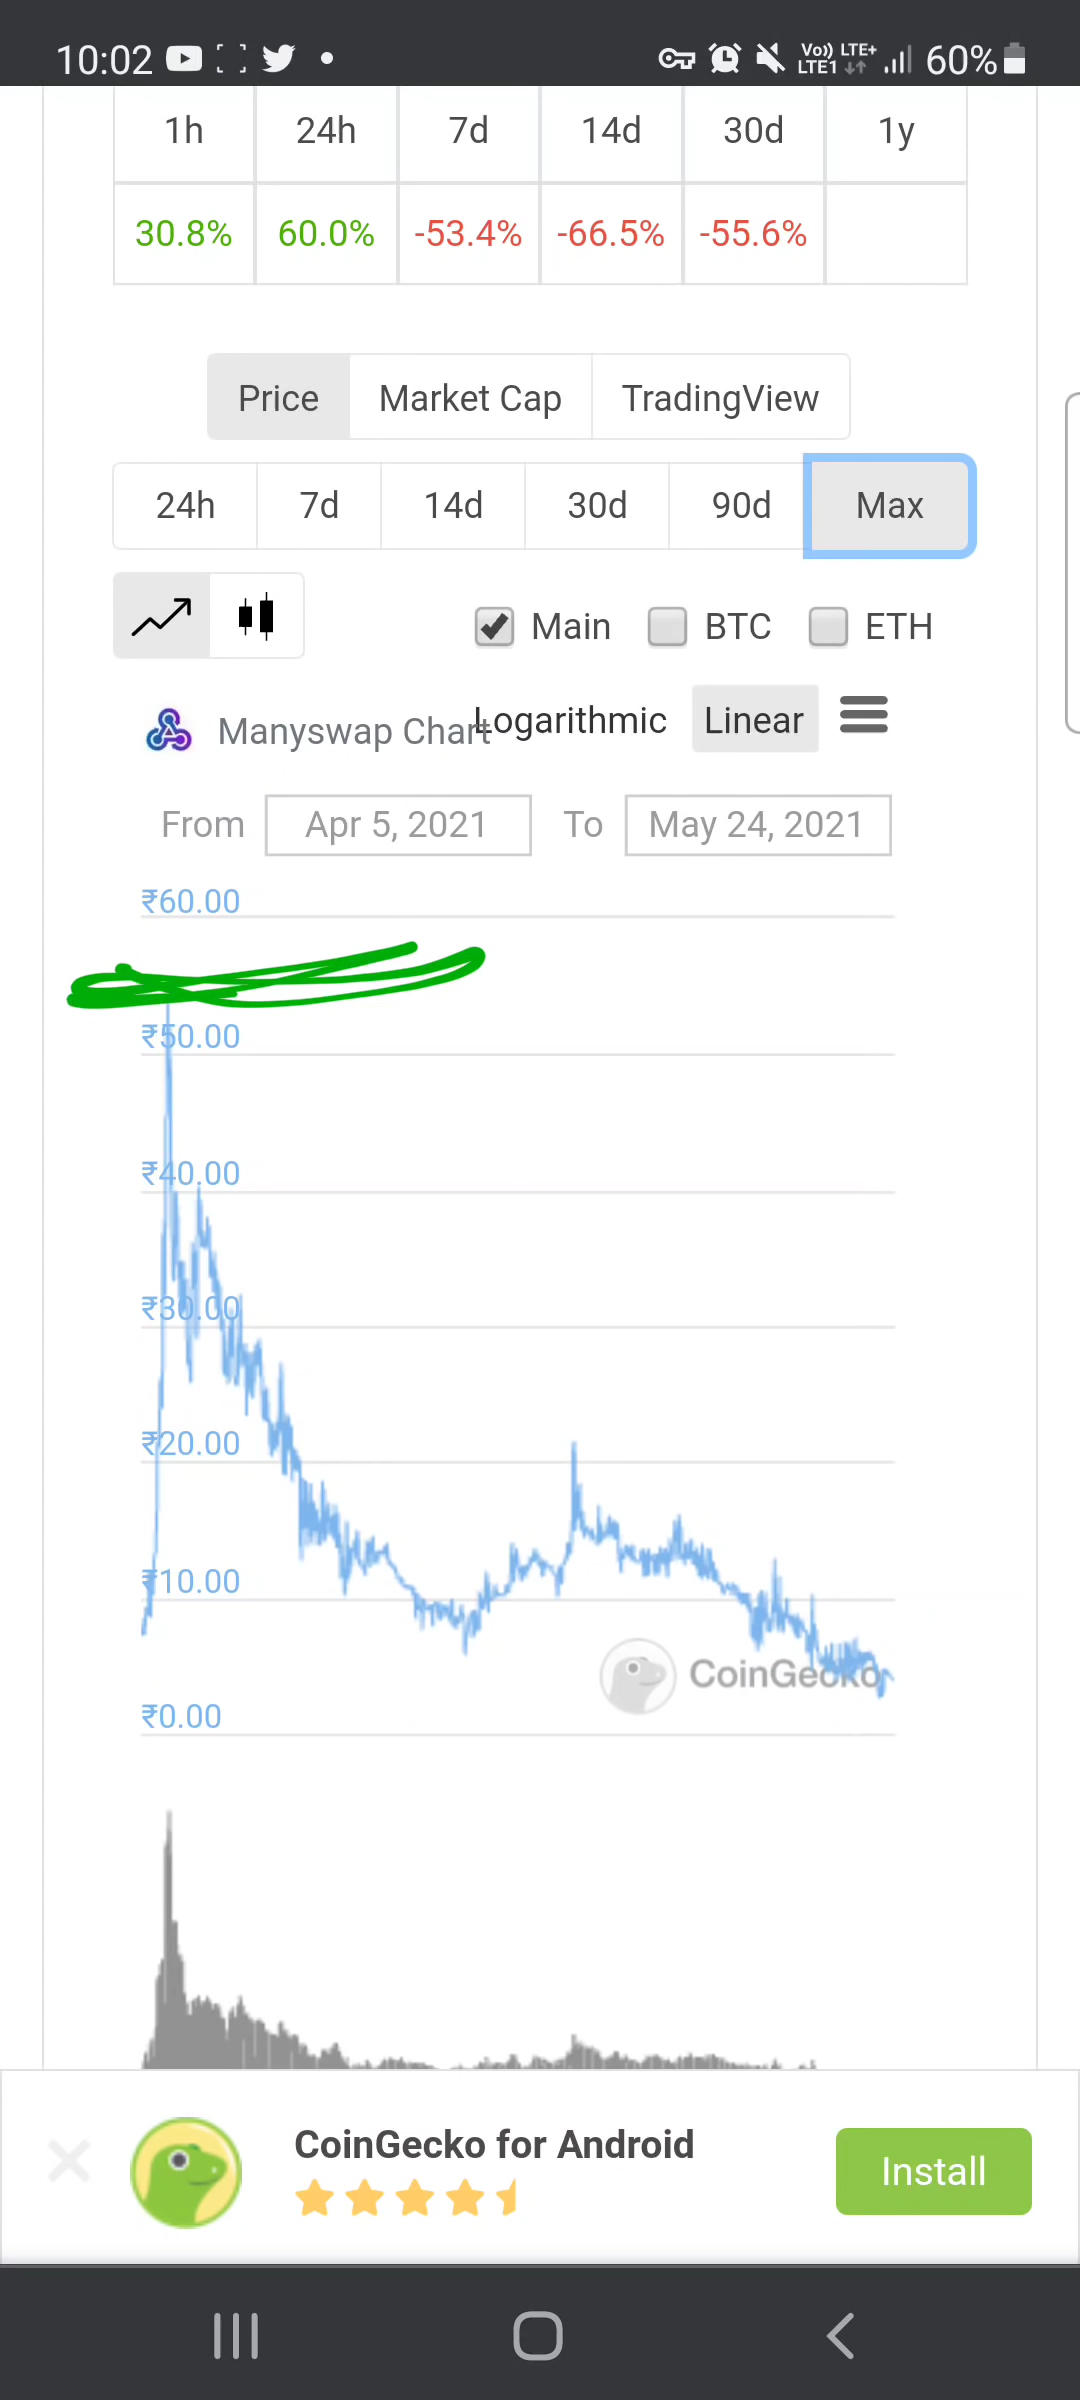 10:02 Vo)) LTE+ LTE1 60%
1h 24h 7d 14d 30d 1y
30.8% 60.0% -53.4% -66.5% -55.6%
Price Market Cap TradingView
24h 7d 14d 30d 90d Max
Main BTC ETH
Manyswap Chart Logarithmic Linear
From Apr 5, 2021 To May 24, 2021
₹60.00
₹50.00
₹40.00
₹30.00
₹20.00
₹10.00
CoinGecko
₹0.00
CoinGecko for Android
Install